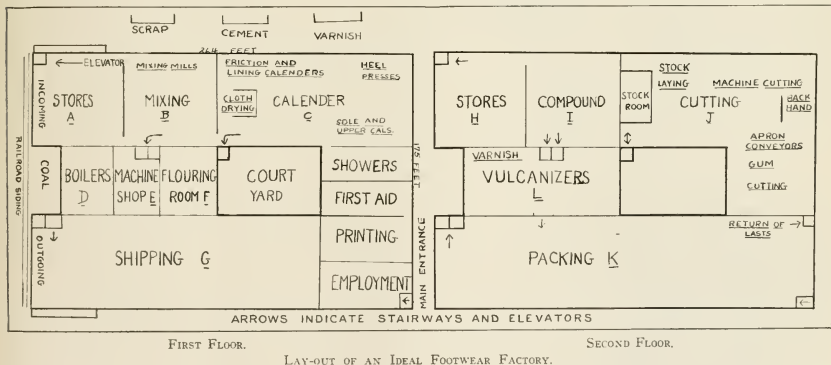 SCRAP
CEMENT
VARNISH
264 FEET
←ELEVATOR
MIXING MILLS
FRICTION AND
LINING CALENDERS
HEEL
PRESSES
INCOMING
STORES
A
MIXING
B
CLOTH
DRYING
CALENDER
C
SOLE AND
UPPER CALS.
RAILROAD SIDING
COAL
BOILERS
D
MACHINE
SHOP E
FLOURING
ROOM F
COURT
YARD
SHOWERS
FIRST AID
PRINTING
EMPLOYMENT
OUTGOING
SHIPPING G
175 FEET
MAIN ENTRANCE
STORES
H
COMPOUND
I
STOCK
ROOM
STOCK
LAYING
MACHINE CUTTING
CUTTING
J
HAND
APRON
CONVEYORS
GUM
CUTTING
VARNISH
VULCANIZERS
L
RETURN OF →
LASTS
PACKING K
ARROWS INDICATE STAIRWAYS AND ELEVATORS
FIRST FLOOR.
SECOND FLOOR.
LAY-OUT OF AN IDEAL FOOTWEAR FACTORY.